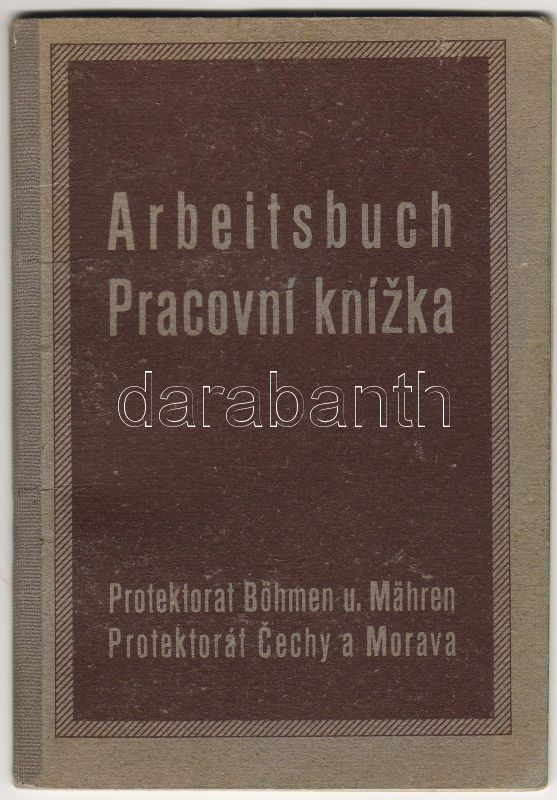 Arbeitsbuch
Pracovní knížka
darabanth
Protektorat Böhmen u. Mähren
Protektorát Čechy a Morava